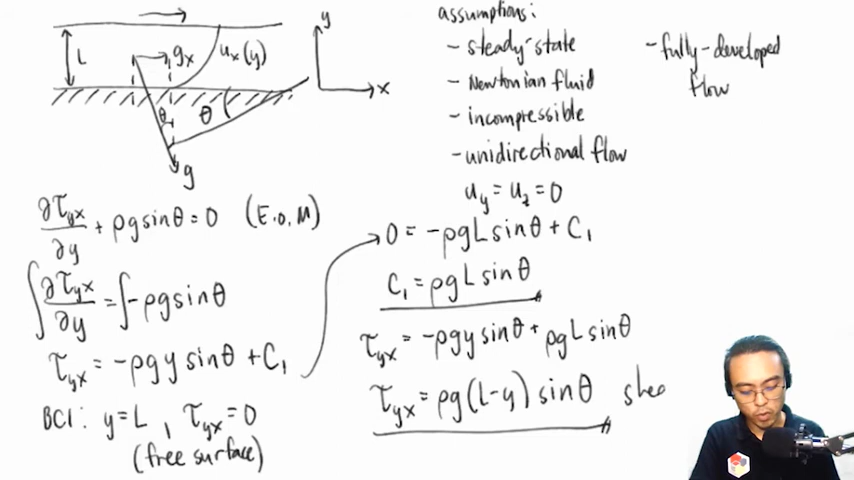 y
x
L
g_x
u_x(y)
θ
θ
g
assumptions:
- steady-state
- Newtonian fluid
- incompressible
- unidirectional flow
u_y = u_z = 0
- fully-developed
flow
∂τ_yx/∂y + ρg sinθ = 0 (E.O.M)
∫ ∂τ_yx/∂y = ∫ -ρg sinθ
τ_yx = -ρgy sinθ + C_1
BC1: y = L, τ_yx = 0
(free surface)
0 = -ρgL sinθ + C_1
C_1 = ρgL sinθ
τ_yx = -ρgy sinθ + ρgL sinθ
τ_yx = ρg(L-y) sinθ shea